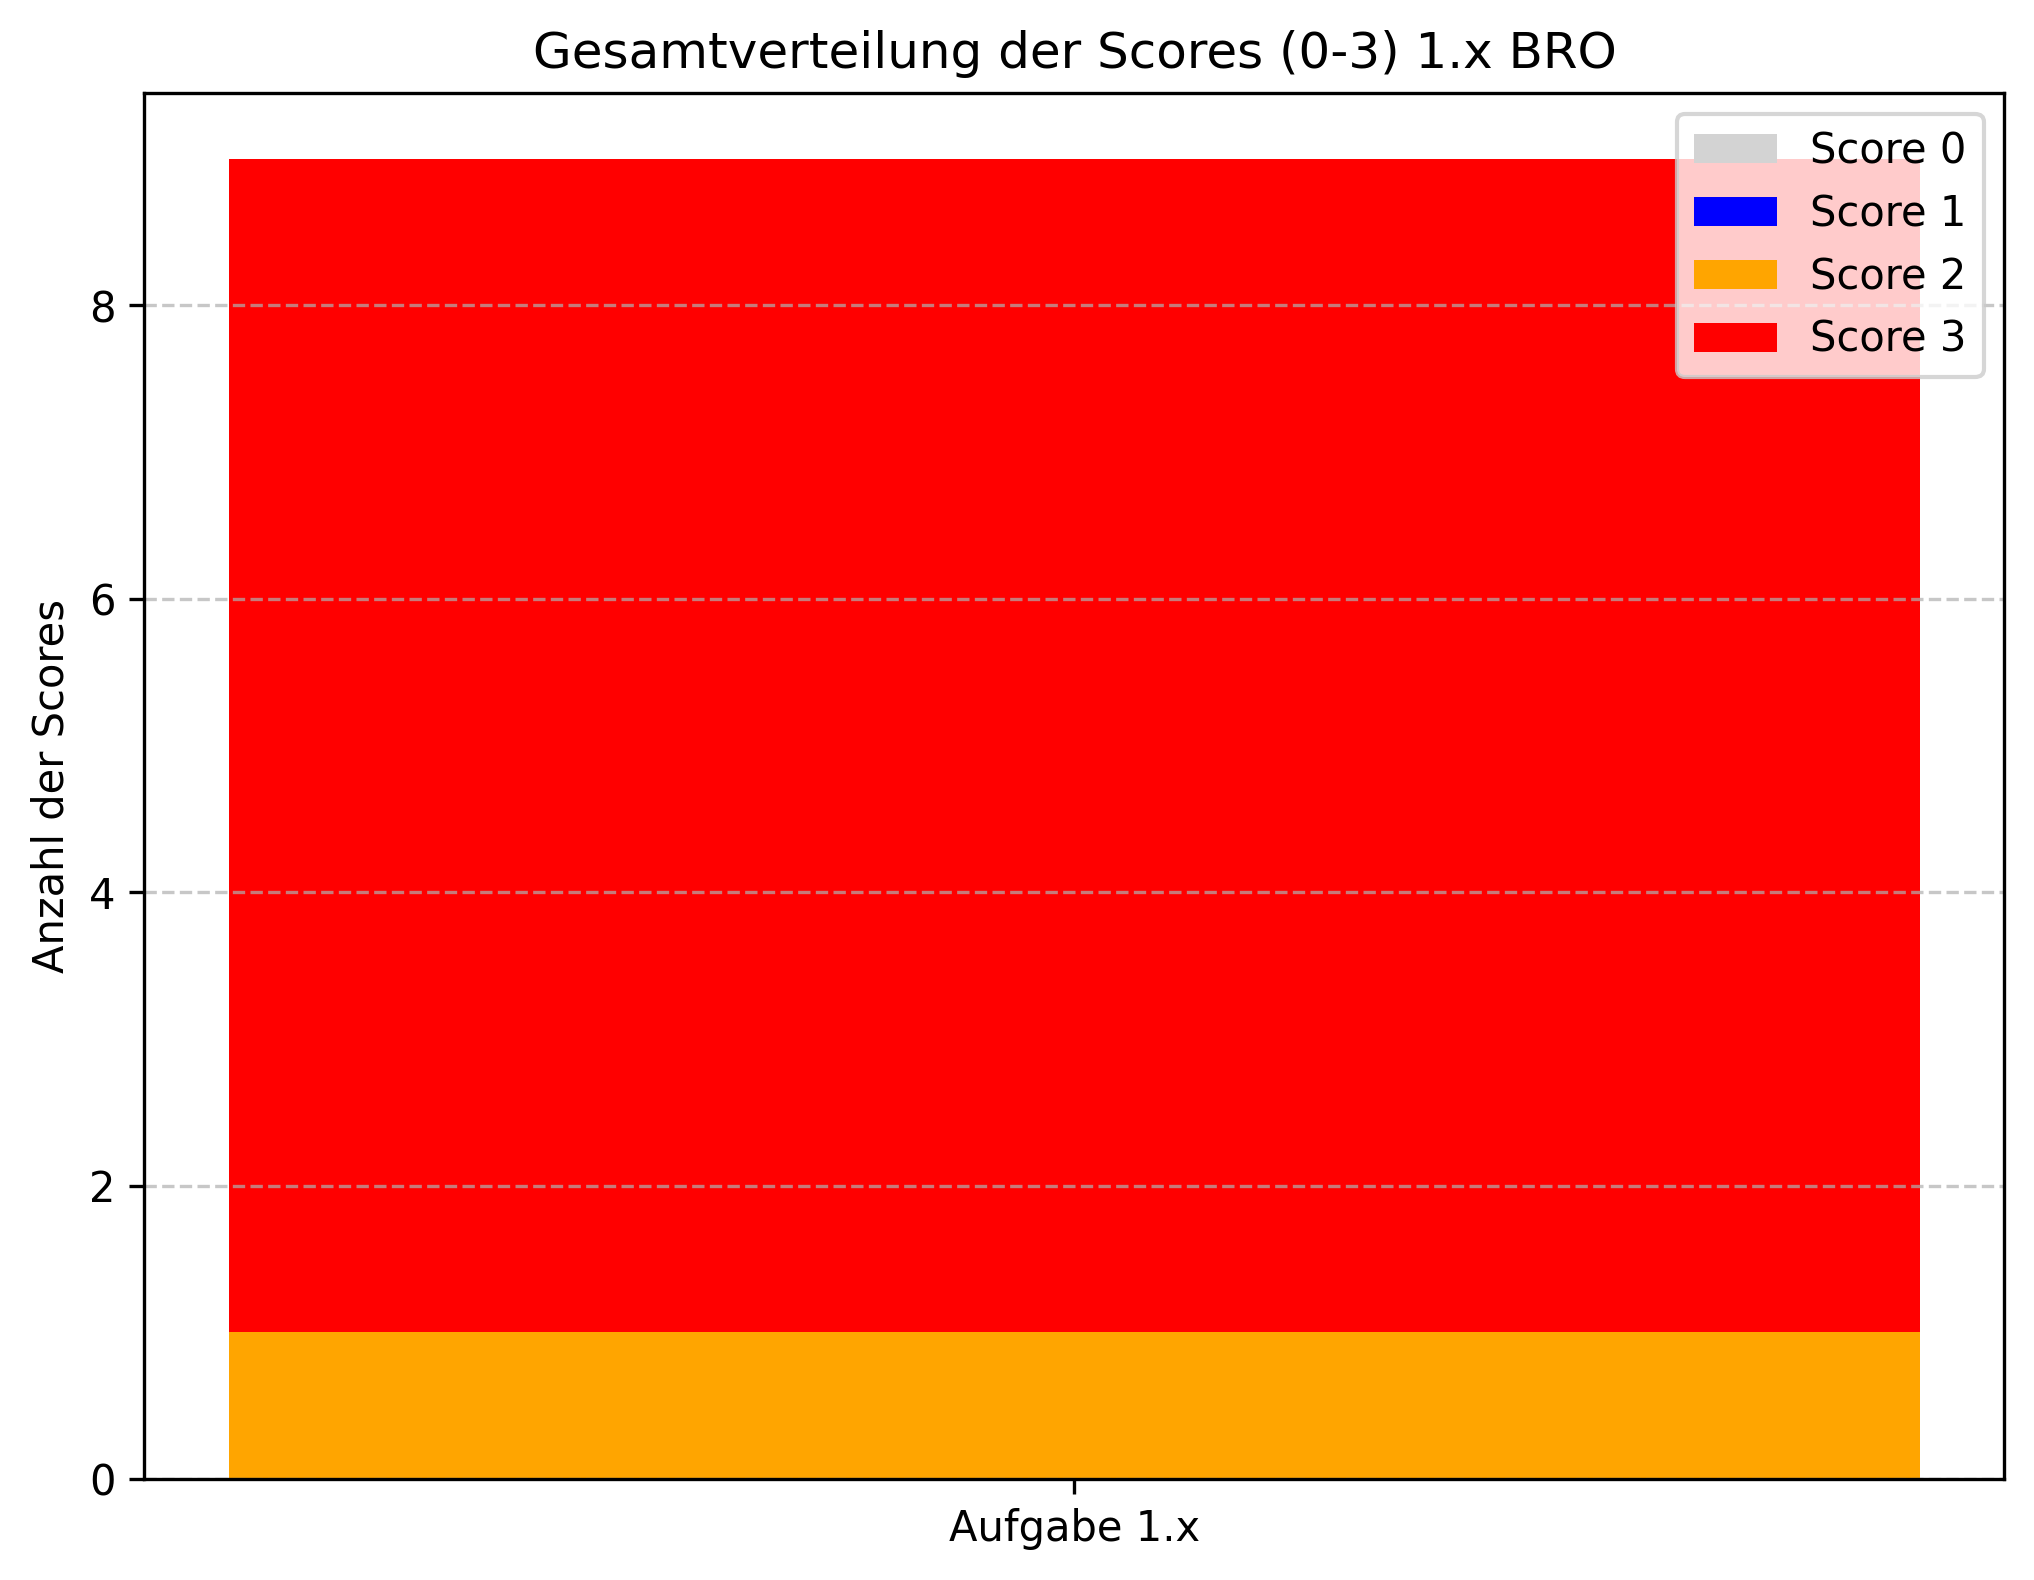 Gesamtverteilung der Scores (0-3) 1.x BRO
Score 0
Score 1
Score 2
Score 3
8
6
4
2
0
Anzahl der Scores
Aufgabe 1.x